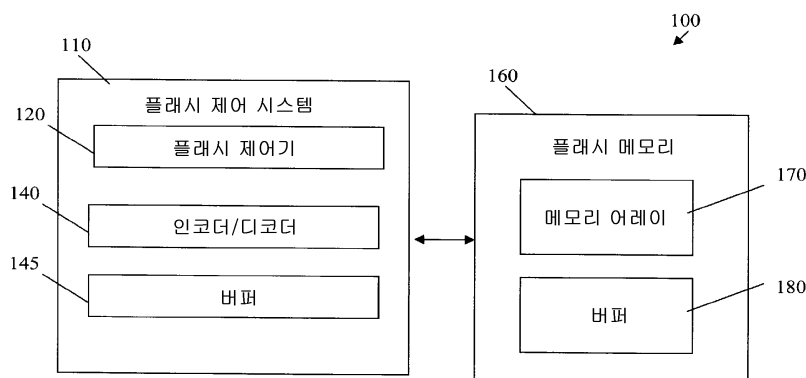 100
110
플래시 제어 시스템
120
플래시 제어기
140
인코더/디코더
145
버퍼
160
플래시 메모리
170
메모리 어레이
180
버퍼